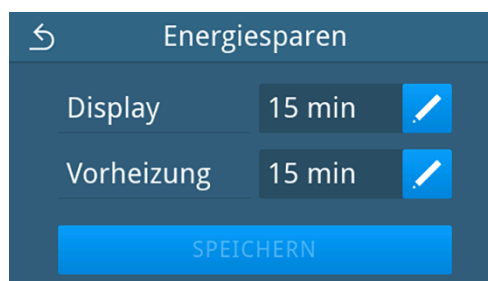 Energiesparen
Display 15 min
Vorheizung 15 min
SPEICHERN